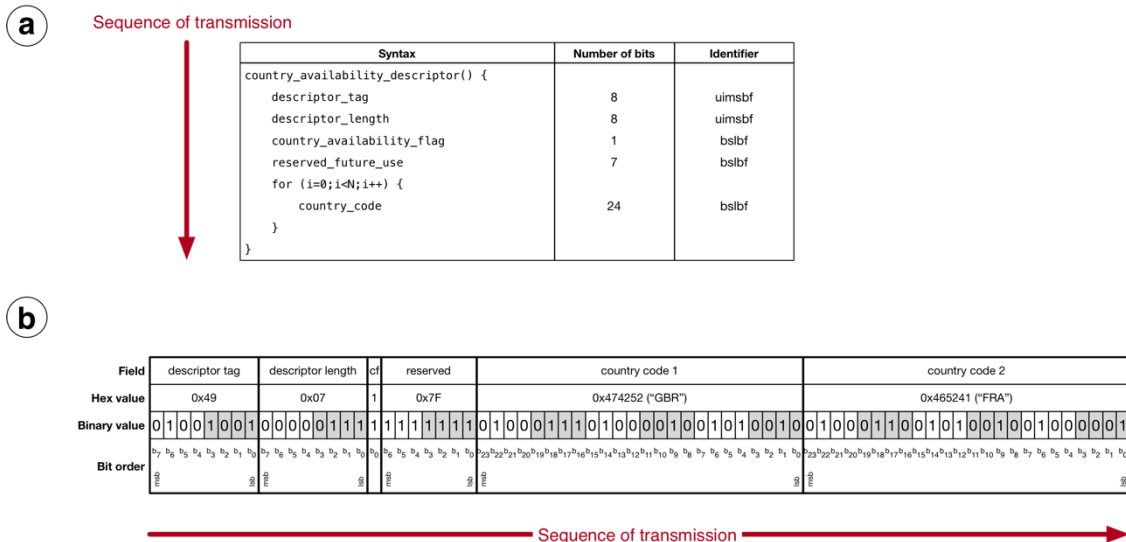 a
Sequence of transmission
Syntax Number of bits Identifier
country_availability_descriptor() {
descriptor_tag 8 uimsbf
descriptor_length 8 uimsbf
country_availability_flag 1 bslbf
reserved_future_use 7 bslbf
for (i=0;i<N;i++) {
country_code 24 bslbf
}
}
b
Field descriptor tag descriptor length cf reserved country code 1 country code 2
Hex value 0x49 0x07 1 0x7F 0x474252 ("GBR") 0x465241 ("FRA")
Binary value 0 1 0 0 1 0 0 1 0 0 0 0 0 1 1 1 1 1 1 1 1 1 1 1 0 1 0 0 0 1 1 1 0 1 0 0 0 0 1 0 0 1 0 1 0 0 1 0 0 1 0 0 0 1 1 0 0 1 0 1 0 0 1 0 0 1 0 0 0 0 0 1
Bit order b7 b6 b5 b4 b3 b2 b1 b0 b7 b6 b5 b4 b3 b2 b1 b0 b0 b6 b5 b4 b3 b2 b1 b0 b23 b22 b21 b20 b19 b18 b17 b16 b15 b14 b13 b12 b11 b10 b9 b8 b7 b6 b5 b4 b3 b2 b1 b0 b23 b22 b21 b20 b19 b18 b17 b16 b15 b14 b13 b12 b11 b10 b9 b8 b7 b6 b5 b4 b3 b2 b1 b0
msb lsb msb lsb msb lsb msb lsb msb lsb
Sequence of transmission